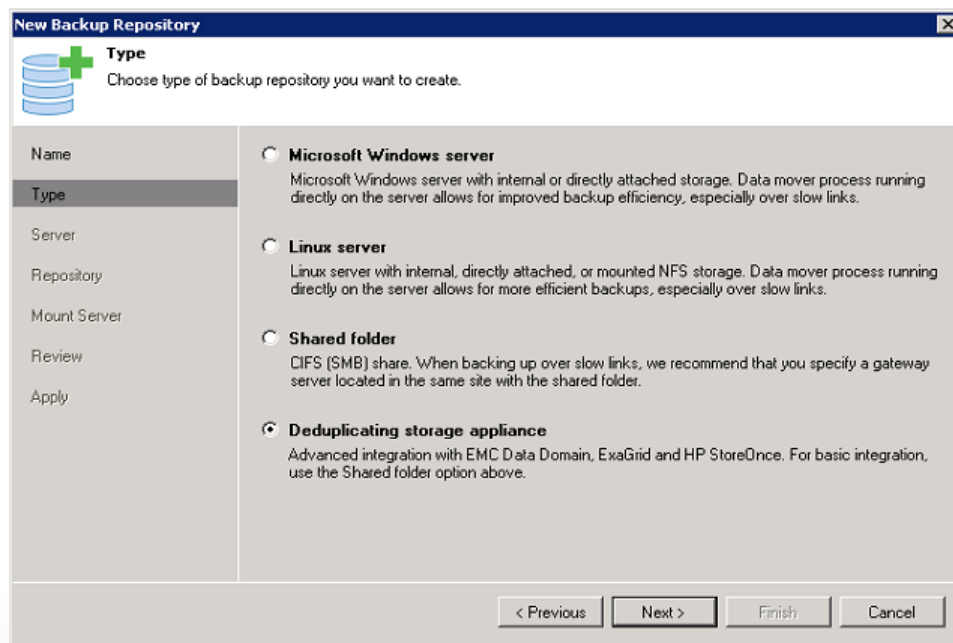 New Backup Repository
Type
Choose type of backup repository you want to create.
Name
Type
Server
Repository
Mount Server
Review
Apply
Microsoft Windows server
Microsoft Windows server with internal or directly attached storage. Data mover process running
directly on the server allows for improved backup efficiency, especially over slow links.
Linux server
Linux server with internal, directly attached, or mounted NFS storage. Data mover process running
directly on the server allows for more efficient backups, especially over slow links.
Shared folder
CIFS (SMB) share. When backing up over slow links, we recommend that you specify a gateway
server located in the same site with the shared folder.
Deduplicating storage appliance
Advanced integration with EMC Data Domain, ExaGrid and HP StoreOnce. For basic integration,
use the Shared folder option above.
< Previous
Next >
Finish
Cancel